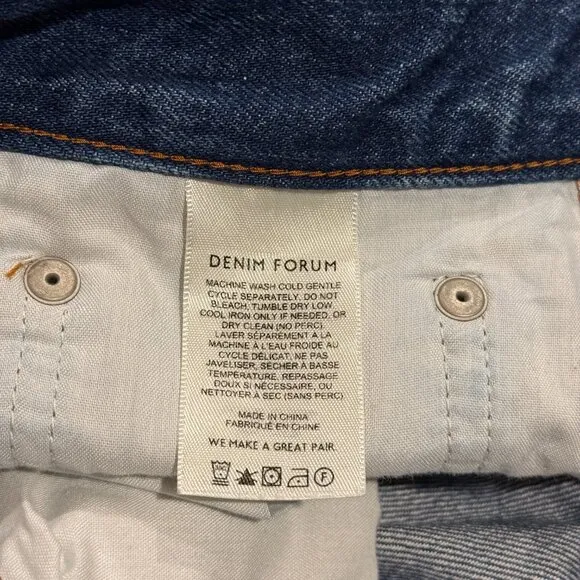 DENIM FORUM
MACHINE WASH COLD GENTLE
CYCLE SEPARATELY. DO NOT
BLEACH, TUMBLE DRY LOW.
COOL IRON ONLY IF NEEDED, OR
DRY CLEAN (NO PERC).
LAVER SÉPARÉMENT À LA
MACHINE À L'EAU FROIDE AU
CYCLE DÉLICAT. NE PAS
JAVELISER, SÉCHER À BASSE
TEMPÉRATURE. REPASSAGE
DOUX SI NÉCESSAIRE, OU
NETTOYER À SEC (SANS PERC)
MADE IN CHINA
FABRIQUÉ EN CHINE
WE MAKE A GREAT PAIR
F